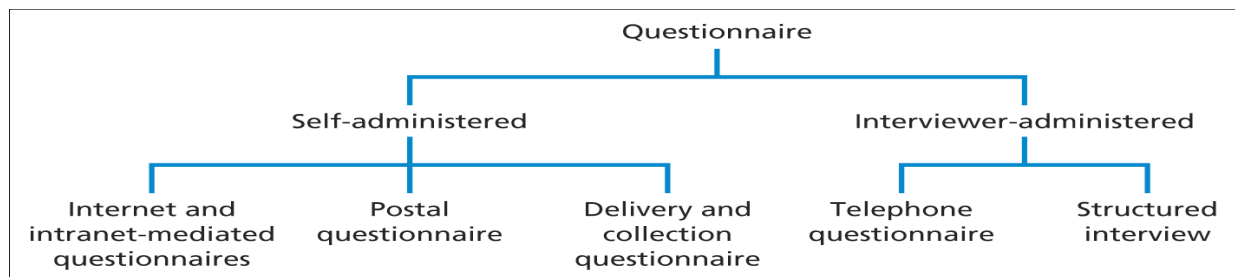 Questionnaire
Self-administered
Interviewer-administered
Internet and
intranet-mediated
questionnaires
Postal
questionnaire
Delivery and
collection
questionnaire
Telephone
questionnaire
Structured
interview